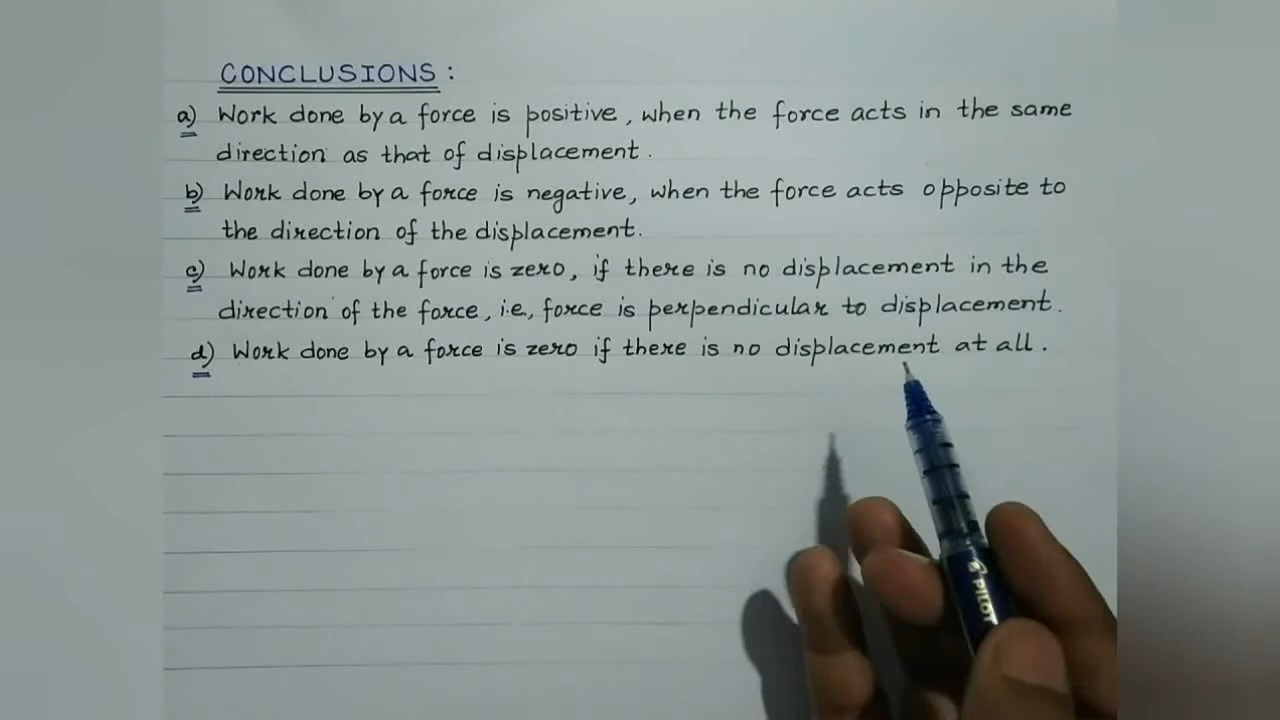 CONCLUSIONS :
a) Work done by a force is positive, when the force acts in the same
direction as that of displacement.
b) Work done by a force is negative, when the force acts opposite to
the direction of the displacement.
c) Work done by a force is zero, if there is no displacement in the
direction of the force, i.e., force is perpendicular to displacement.
d) Work done by a force is zero if there is no displacement at all.
PILOT